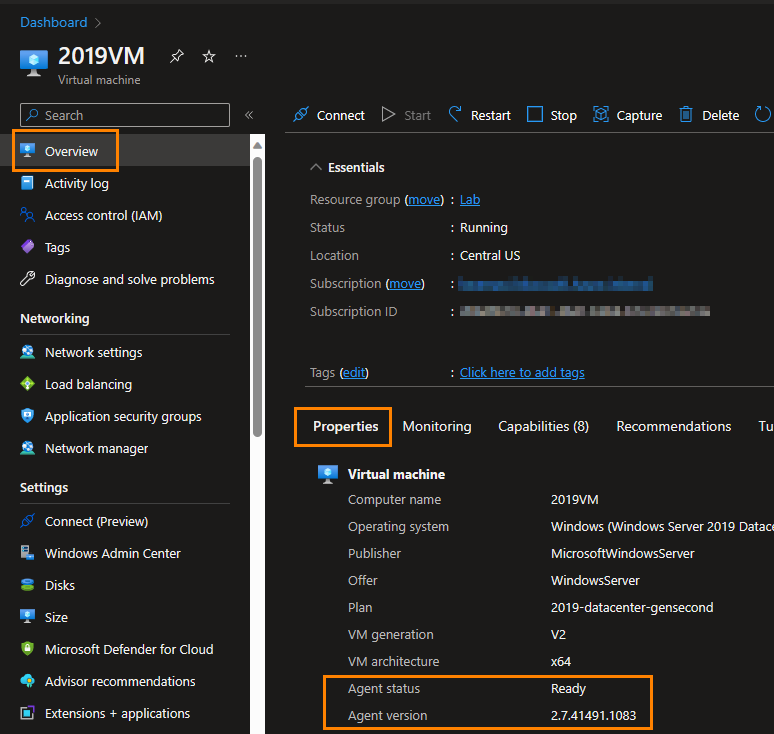 Dashboard
2019VM
Virtual machine
Search
Connect
Start
Restart
Stop
Capture
Delete
Overview
Activity log
Access control (IAM)
Tags
Diagnose and solve problems
Networking
Network settings
Load balancing
Application security groups
Network manager
Settings
Connect (Preview)
Windows Admin Center
Disks
Size
Microsoft Defender for Cloud
Advisor recommendations
Extensions + applications
Essentials
Resource group (move) : Lab
Status : Running
Location : Central US
Subscription (move) :
Subscription ID :
Tags (edit) : Click here to add tags
Properties Monitoring Capabilities (8) Recommendations Tu
Virtual machine
Computer name 2019VM
Operating system Windows (Windows Server 2019 Datace
Publisher MicrosoftWindowsServer
Offer WindowsServer
Plan 2019-datacenter-gensecond
VM generation V2
VM architecture x64
Agent status Ready
Agent version 2.7.41491.1083